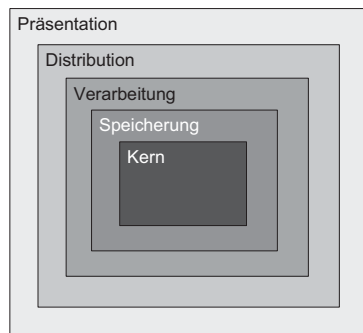 Präsentation
Distribution
Verarbeitung
Speicherung
Kern